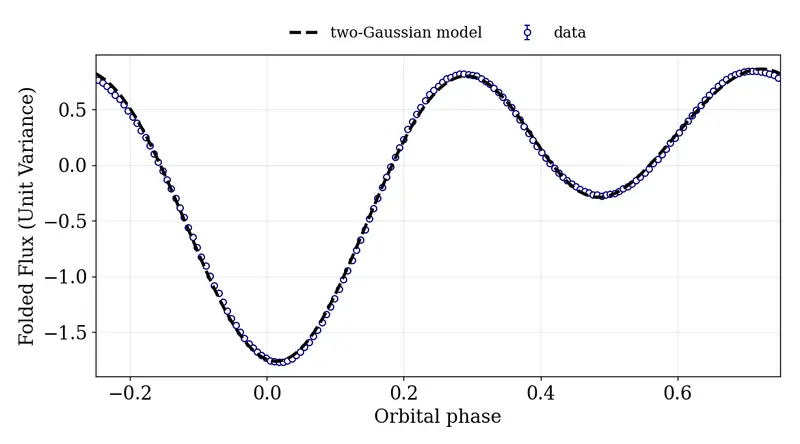 two-Gaussian model data
0.5
0.0
−0.5
−1.0
−1.5
Folded Flux (Unit Variance)
−0.2 0.0 0.2 0.4 0.6
Orbital phase